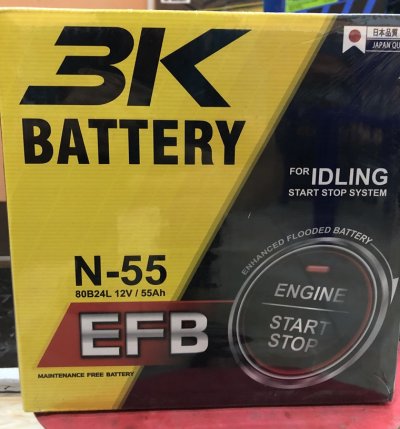 3K
日本品質
JAPAN QU
BATTERY
FOR IDLING
START STOP SYSTEM
ENHANCED FLOODED BATTERY
N-55
80B24L 12V / 55Ah
ENGINE
START
STOP
EFB
MAINTENANCE FREE BATTERY